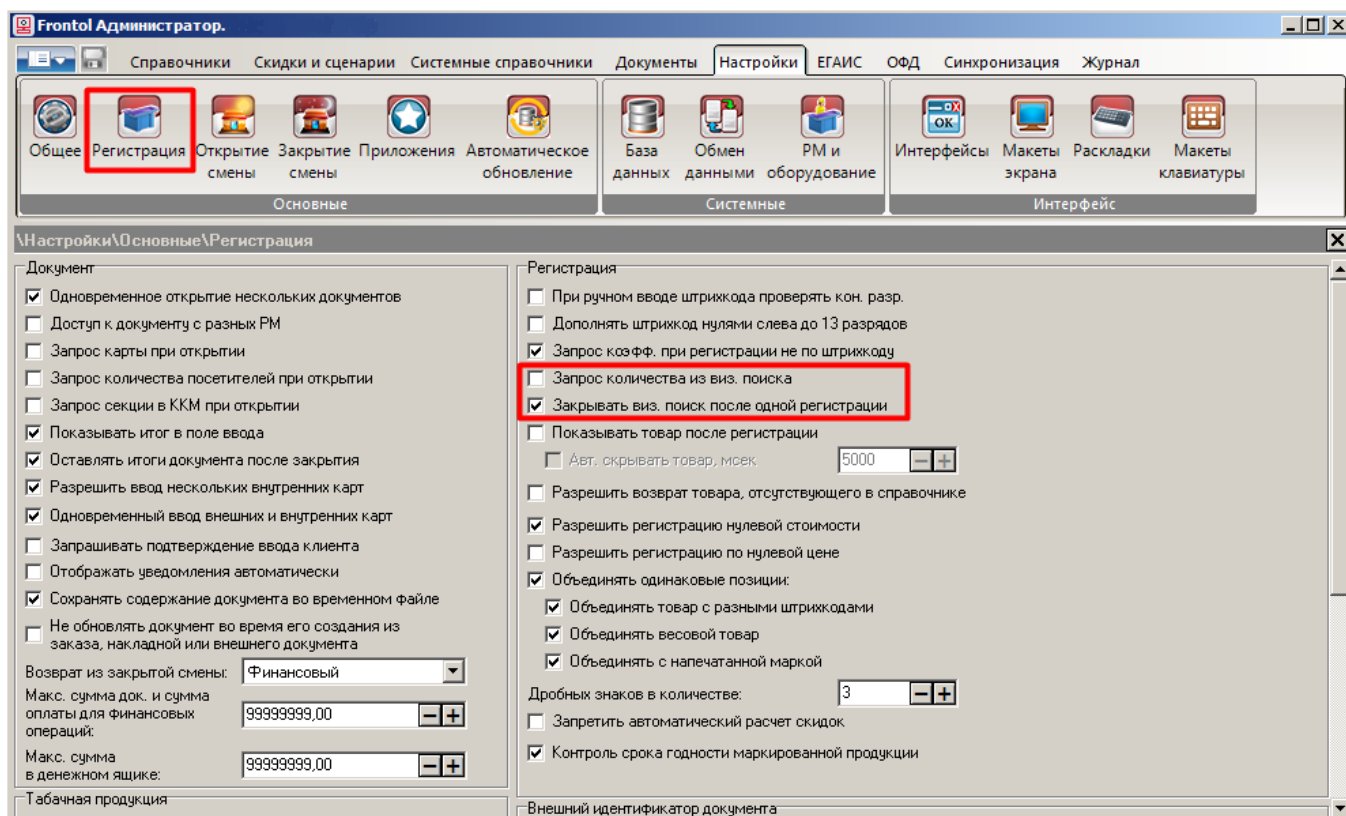 Frontol Администратор.
Справочники Скидки и сценарии Системные справочники Документы Настройки ЕГАИС ОФД Синхронизация Журнал
Общее Регистрация Открытие смены Закрытие смены Приложения Автоматическое обновление
База данных Обмен данными РМ и оборудование
Интерфейсы Макеты экрана Раскладки Макеты клавиатуры
Основные Системные Интерфейс
\Настройки\Основные\Регистрация
Документ
Одновременное открытие нескольких документов
Доступ к документу с разных РМ
Запрос карты при открытии
Запрос количества посетителей при открытии
Запрос секции в ККМ при открытии
Показывать итог в поле ввода
Оставлять итоги документа после закрытия
Разрешить ввод нескольких внутренних карт
Одновременный ввод внешних и внутренних карт
Запрашивать подтверждение ввода клиента
Отображать уведомления автоматически
Сохранять содержание документа во временном файле
Не обновлять документ во время его создания из
заказа, накладной или внешнего документа
Возврат из закрытой смены: Финансовый
Макс. сумма док. и сумма
оплаты для финансовых
операций:
99999999,00
Макс. сумма
в денежном ящике:
99999999,00
Табачная продукция
Регистрация
При ручном вводе штрихкода проверять кон. разр.
Дополнять штрихкод нулями слева до 13 разрядов
Запрос коэфф. при регистрации не по штрихкоду
Запрос количества из виз. поиска
Закрывать виз. поиск после одной регистрации
Показывать товар после регистрации
Авт. скрывать товар, мсек 5000
Разрешить возврат товара, отсутствующего в справочнике
Разрешить регистрацию нулевой стоимости
Разрешить регистрацию по нулевой цене
Объединять одинаковые позиции:
Объединять товар с разными штрихкодами
Объединять весовой товар
Объединять с напечатанной маркой
Дробных знаков в количестве: 3
Запретить автоматический расчет скидок
Контроль срока годности маркированной продукции
Внешний идентификатор документа